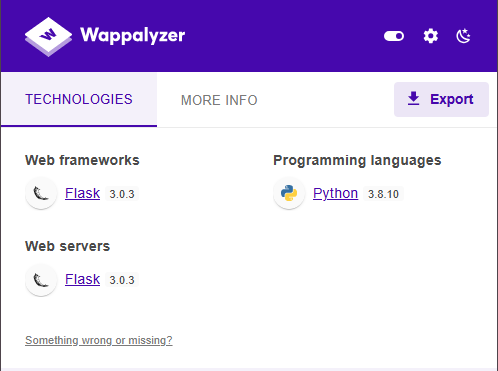 Wappalyzer
TECHNOLOGIES
MORE INFO
Export
Web frameworks
Flask 3.0.3
Programming languages
Python 3.8.10
Web servers
Flask 3.0.3
Something wrong or missing?